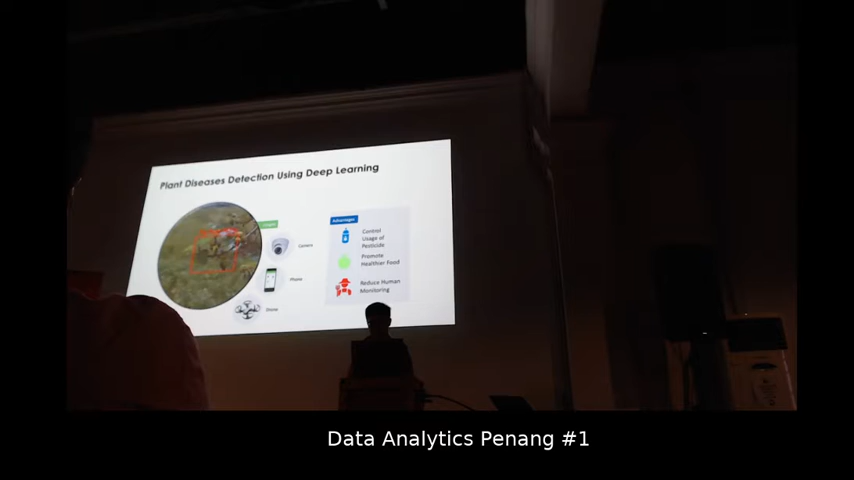 Plant Diseases Detection Using Deep Learning
Advantages
Camera
Control
Usage of
Pesticide
Promote
Healthier Food
Phone
Reduce Human
Monitoring
Drone
Data Analytics Penang #1